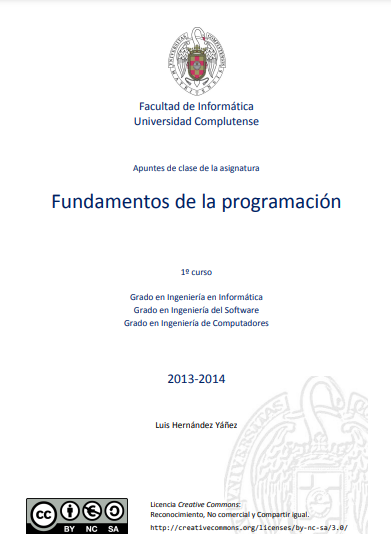 Facultad de Informática
Universidad Complutense
Apuntes de clase de la asignatura
Fundamentos de la programación
1º curso
Grado en Ingeniería en Informática
Grado en Ingeniería del Software
Grado en Ingeniería de Computadores
2013-2014
Luis Hernández Yáñez
Licencia Creative Commons:
Reconocimiento, No comercial y Compartir igual.
http://creativecommons.org/licenses/by-nc-sa/3.0/
cc
BY NC SA